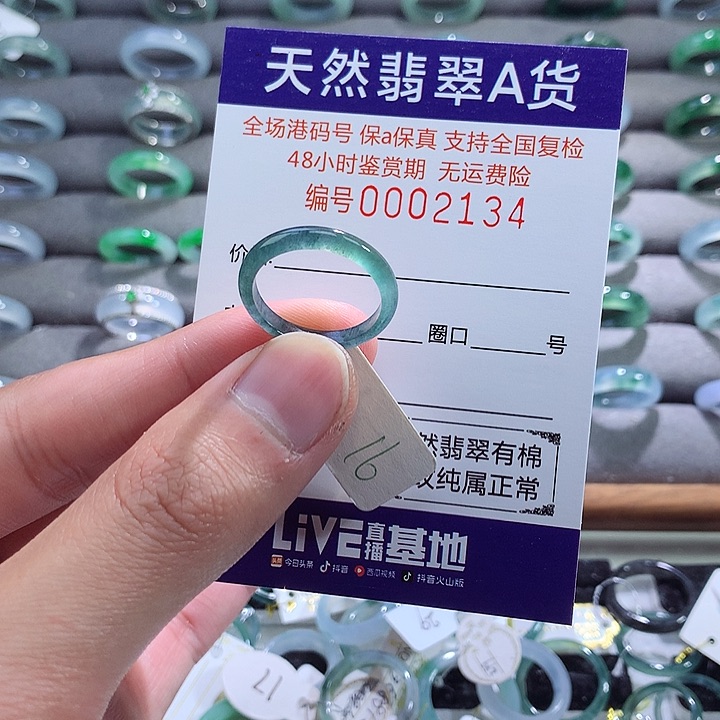 天然翡翠A货
全场港码号 保a保真 支持全国复检
48小时鉴赏期 无运费险
编号0002134
价
圈口 号
16
然翡翠有棉
纹纯属正常
LiVE直播基地
头条 今日头条 抖音 西瓜视频 抖音火山版
17